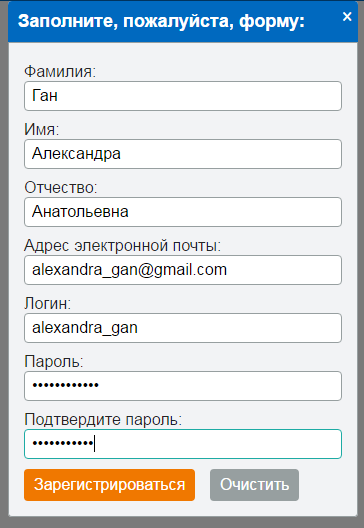 Заполните, пожалуйста, форму: ×
Фамилия:
Ган
Имя:
Александра
Отчество:
Анатольевна
Адрес электронной почты:
alexandra_gan@gmail.com
Логин:
alexandra_gan
Пароль:
••••••••••••
Подтвердите пароль:
•••••••••••
Зарегистрироваться Очистить